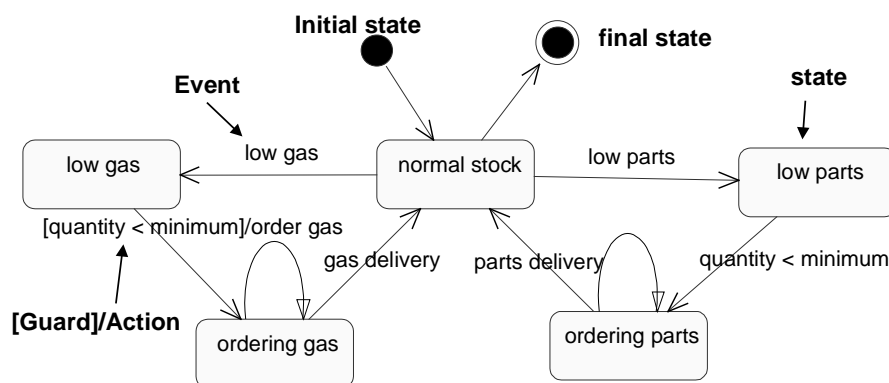 Initial state
final state
Event
state
low gas
low gas
normal stock
low parts
low parts
[quantity < minimum]/order gas
gas delivery
parts delivery
quantity < minimum
[Guard]/Action
ordering gas
ordering parts